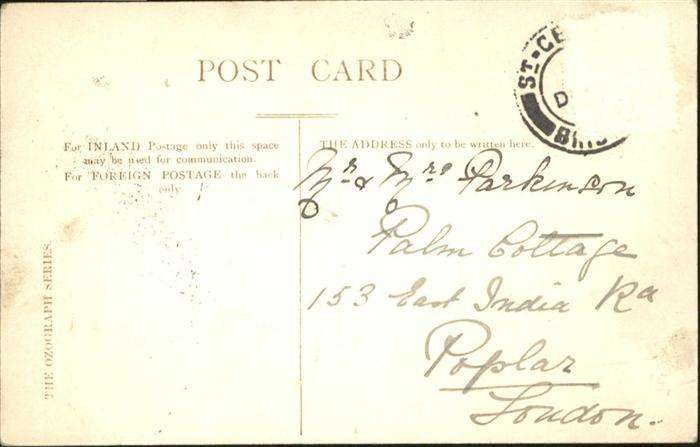 POST CARD
For INLAND Postage only this space
may be used for communication.
For FOREIGN POSTAGE the back
only
THE ADDRESS only to be written here.
Mr & Mrs Parkinson
Palm Cottage
153 East India Rd
Poplar
London.
THE OZOGRAPH SERIES.
ST-GE
D
BRIS